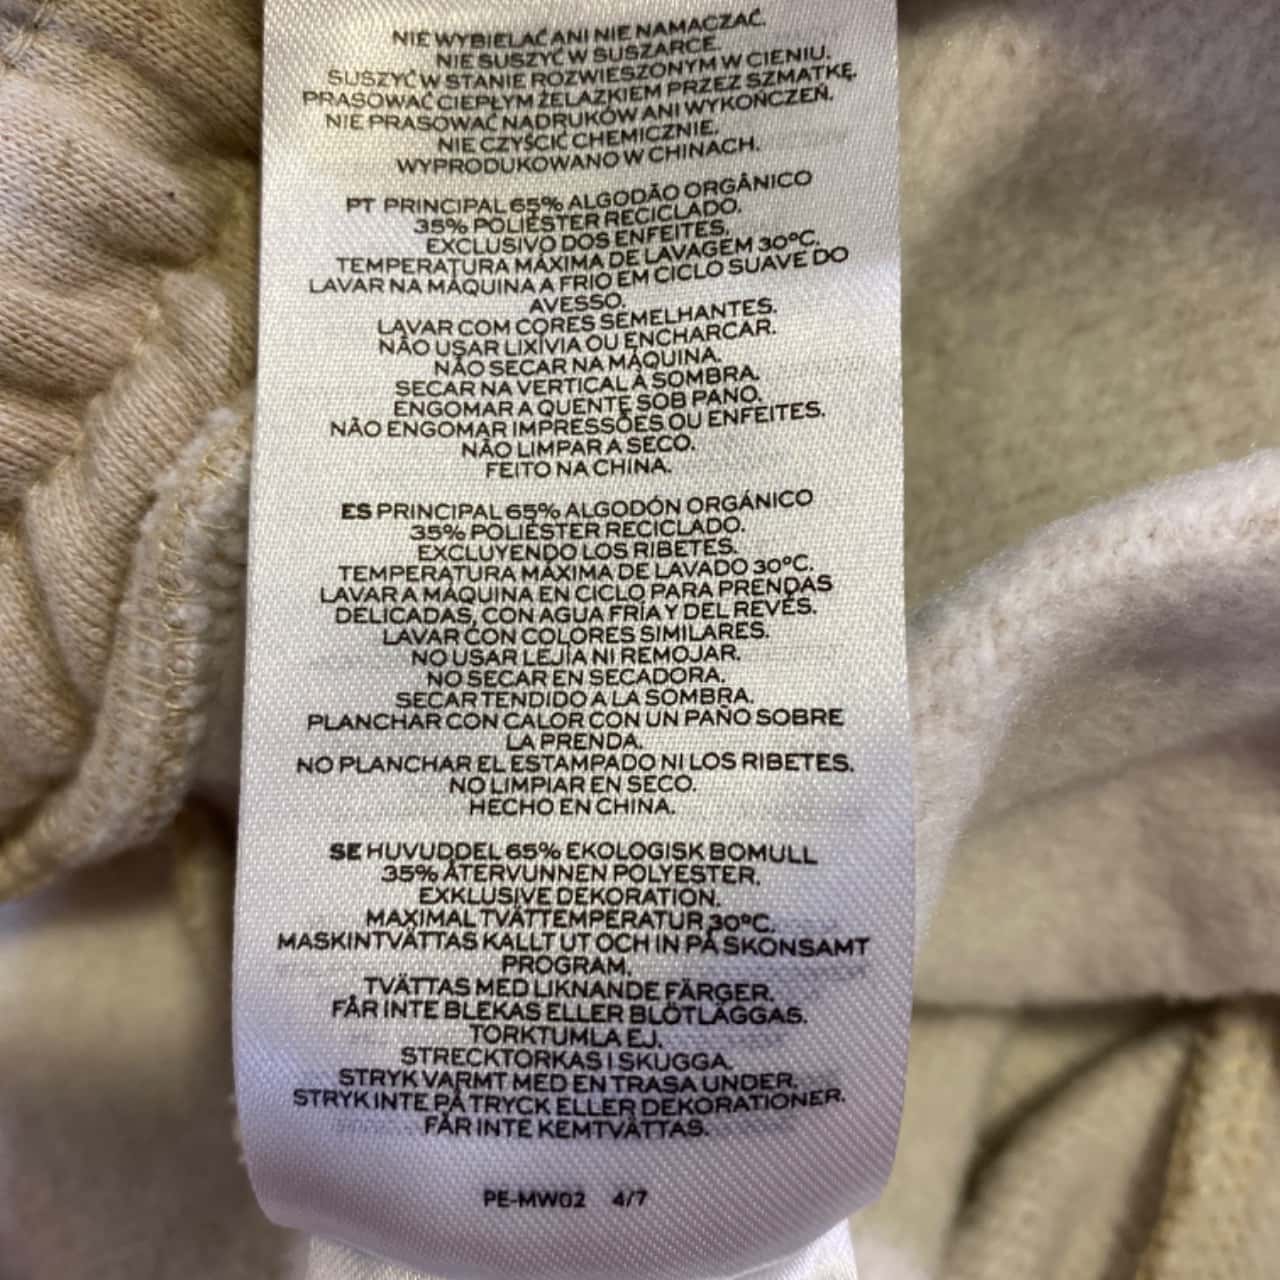 NIE WYBIELAĆ ANI NIE NAMACZAĆ.
NIE SUSZYĆ W SUSZARCE.
SUSZYĆ W STANIE ROZWIESZONYM W CIENIU.
PRASOWAĆ CIEPŁYM ŻELAZKIEM PRZEZ SZMATKĘ.
NIE PRASOWAĆ NADRUKÓW ANI WYKOŃCZEŃ.
NIE CZYŚCIĆ CHEMICZNIE.
WYPRODUKOWANO W CHINACH.
PT PRINCIPAL 65% ALGODÃO ORGÂNICO
35% POLIÉSTER RECICLADO.
EXCLUSIVO DOS ENFEITES.
TEMPERATURA MÁXIMA DE LAVAGEM 30°C.
LAVAR NA MÁQUINA A FRIO EM CICLO SUAVE DO
AVESSO.
LAVAR COM CORES SEMELHANTES.
NÃO USAR LIXÍVIA OU ENCHARCAR.
NÃO SECAR NA MÁQUINA.
SECAR NA VERTICAL À SOMBRA.
ENGOMAR A QUENTE SOB PANO.
NÃO ENGOMAR IMPRESSÕES OU ENFEITES.
NÃO LIMPAR A SECO.
FEITO NA CHINA.
ES PRINCIPAL 65% ALGODÓN ORGÁNICO
35% POLIÉSTER RECICLADO.
EXCLUYENDO LOS RIBETES.
TEMPERATURA MÁXIMA DE LAVADO 30°C.
LAVAR A MÁQUINA EN CICLO PARA PRENDAS
DELICADAS, CON AGUA FRÍA Y DEL REVÉS.
LAVAR CON COLORES SIMILARES.
NO USAR LEJÍA NI REMOJAR.
NO SECAR EN SECADORA.
SECAR TENDIDO A LA SOMBRA.
PLANCHAR CON CALOR CON UN PAÑO SOBRE
LA PRENDA.
NO PLANCHAR EL ESTAMPADO NI LOS RIBETES.
NO LIMPIAR EN SECO.
HECHO EN CHINA.
SE HUVUDDEL 65% EKOLOGISK BOMULL
35% ÅTERVUNNEN POLYESTER.
EXKLUSIVE DEKORATION.
MAXIMAL TVÄTTEMPERATUR 30°C.
MASKINTVÄTTAS KALLT UT OCH IN PÅ SKONSAMT
PROGRAM.
TVÄTTAS MED LIKNANDE FÄRGER.
FÅR INTE BLEKAS ELLER BLÖTLÄGGAS.
TORKTUMLA EJ.
STRECKTORKAS I SKUGGA.
STRYK VARMT MED EN TRASA UNDER.
STRYK INTE PÅ TRYCK ELLER DEKORATIONER.
FÅR INTE KEMTVÄTTAS.
PE-MW02 4/7